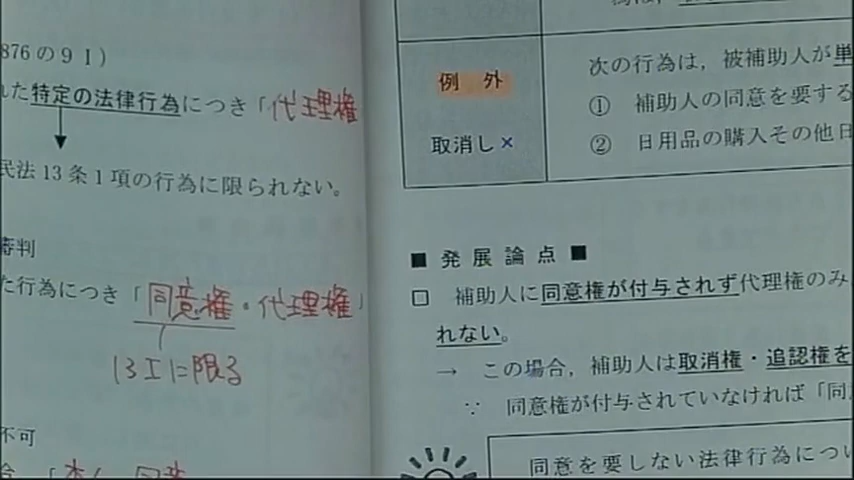 876の9Ⅰ)
れた特定の法律行為につき「代理権
民法13条1項の行為に限られない。
審判
た行為につき「同意権・代理権」
13Ⅰに限る
不可
例 外
取消し×
次の行為は，被補助人が単
① 補助人の同意を要する
② 日用品の購入その他日
■ 発展論点 ■
□ 補助人に同意権が付与されず代理権のみ
れない。
→ この場合，補助人は取消権・追認権を
∵ 同意権が付与されていなければ「同
同意を要しない法律行為につい